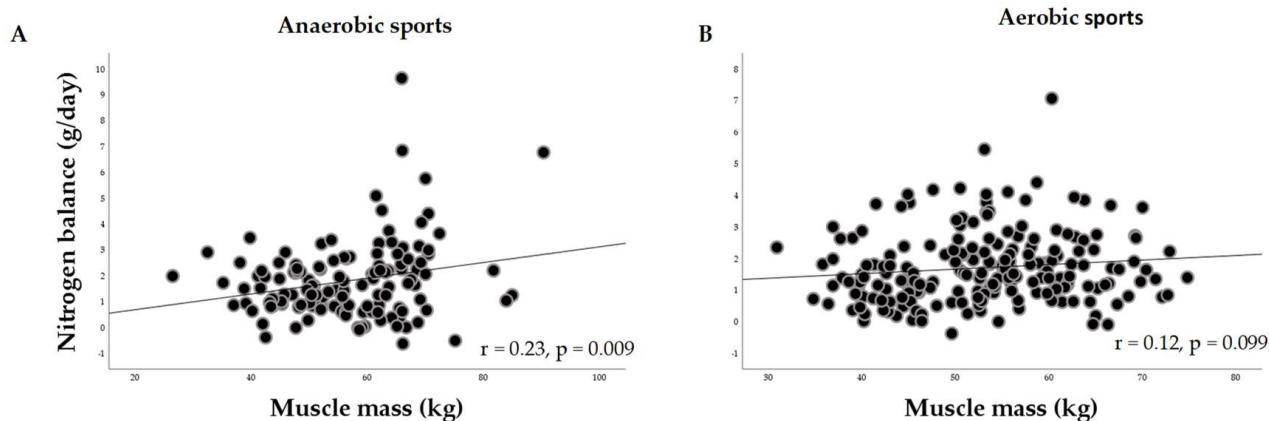 A
Anaerobic sports
Nitrogen balance (g/day)
10
9
8
7
6
5
4
3
2
1
0
-1
r = 0.23, p = 0.009
20 40 60 80 100
Muscle mass (kg)
B
Aerobic sports
8
7
6
5
4
3
2
1
0
-1
r = 0.12, p = 0.099
30 40 50 60 70 80
Muscle mass (kg)